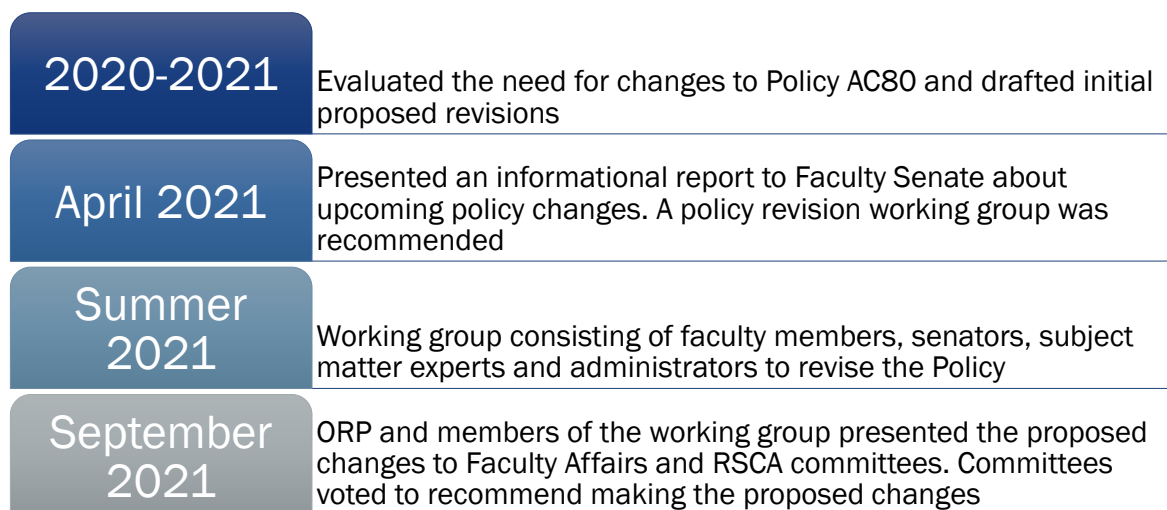 2020-2021
Evaluated the need for changes to Policy AC80 and drafted initial
proposed revisions
April 2021
Presented an informational report to Faculty Senate about
upcoming policy changes. A policy revision working group was
recommended
Summer
2021
Working group consisting of faculty members, senators, subject
matter experts and administrators to revise the Policy
September
2021
ORP and members of the working group presented the proposed
changes to Faculty Affairs and RSCA committees. Committees
voted to recommend making the proposed changes